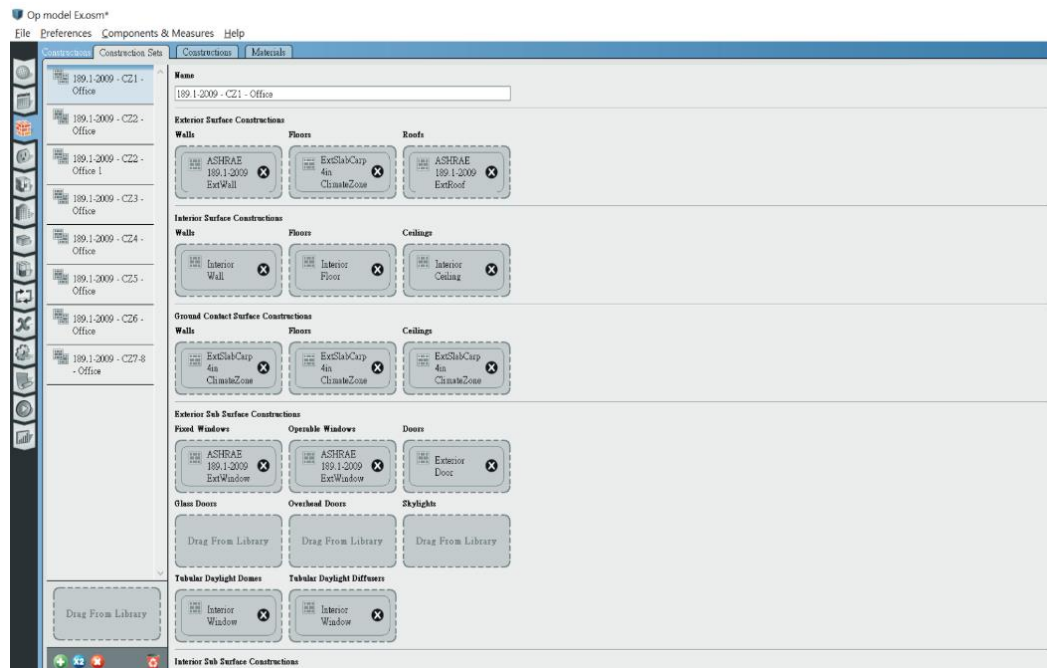 Op model Ex.osm*
File Preferences Components & Measures Help
Constructions Construction Sets Constructions Materials
189.1-2009 - CZ1 -
Office
189.1-2009 - CZ2 -
Office
189.1-2009 - CZ2 -
Office 1
189.1-2009 - CZ3 -
Office
189.1-2009 - CZ4 -
Office
189.1-2009 - CZ5 -
Office
189.1-2009 - CZ6 -
Office
189.1-2009 - CZ7-8
- Office
Drag From Library
x2
Name
189.1-2009 - CZ1 - Office
Exterior Surface Constructions
Walls Floors Roofs
ASHRAE
189.1-2009
ExtWall
ExtSlabCarp
4in
ClimateZone
ASHRAE
189.1-2009
ExtRoof
Interior Surface Constructions
Walls Floors Ceilings
Interior
Wall
Interior
Floor
Interior
Ceiling
Ground Contact Surface Constructions
Walls Floors Ceilings
ExtSlabCarp
4in
ClimateZone
ExtSlabCarp
4in
ClimateZone
ExtSlabCarp
4in
ClimateZone
Exterior Sub Surface Constructions
Fixed Windows Operable Windows Doors
ASHRAE
189.1-2009
ExtWindow
ASHRAE
189.1-2009
ExtWindow
Exterior
Door
Glass Doors Overhead Doors Skylights
Drag From Library Drag From Library Drag From Library
Tubular Daylight Domes Tubular Daylight Diffusers
Interior
Window
Interior
Window
Interior Sub Surface Constructions